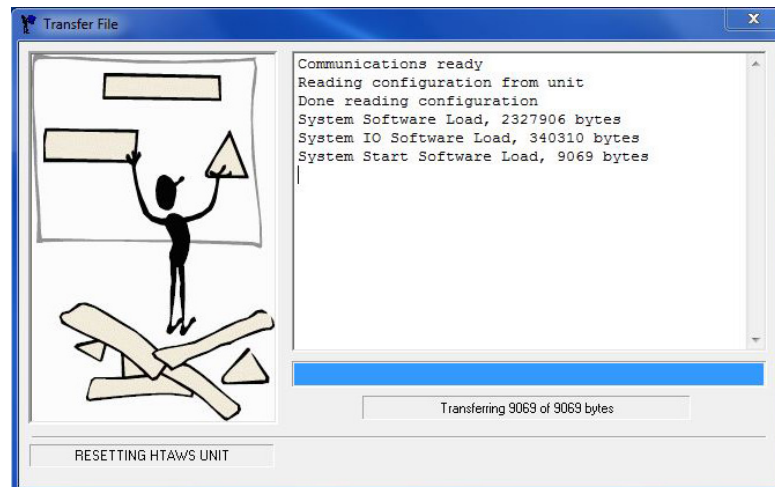 Transfer File
X
Communications ready
Reading configuration from unit
Done reading configuration
System Software Load, 2327906 bytes
System IO Software Load, 340310 bytes
System Start Software Load, 9069 bytes
Transferring 9069 of 9069 bytes
RESETTING HTAWS UNIT